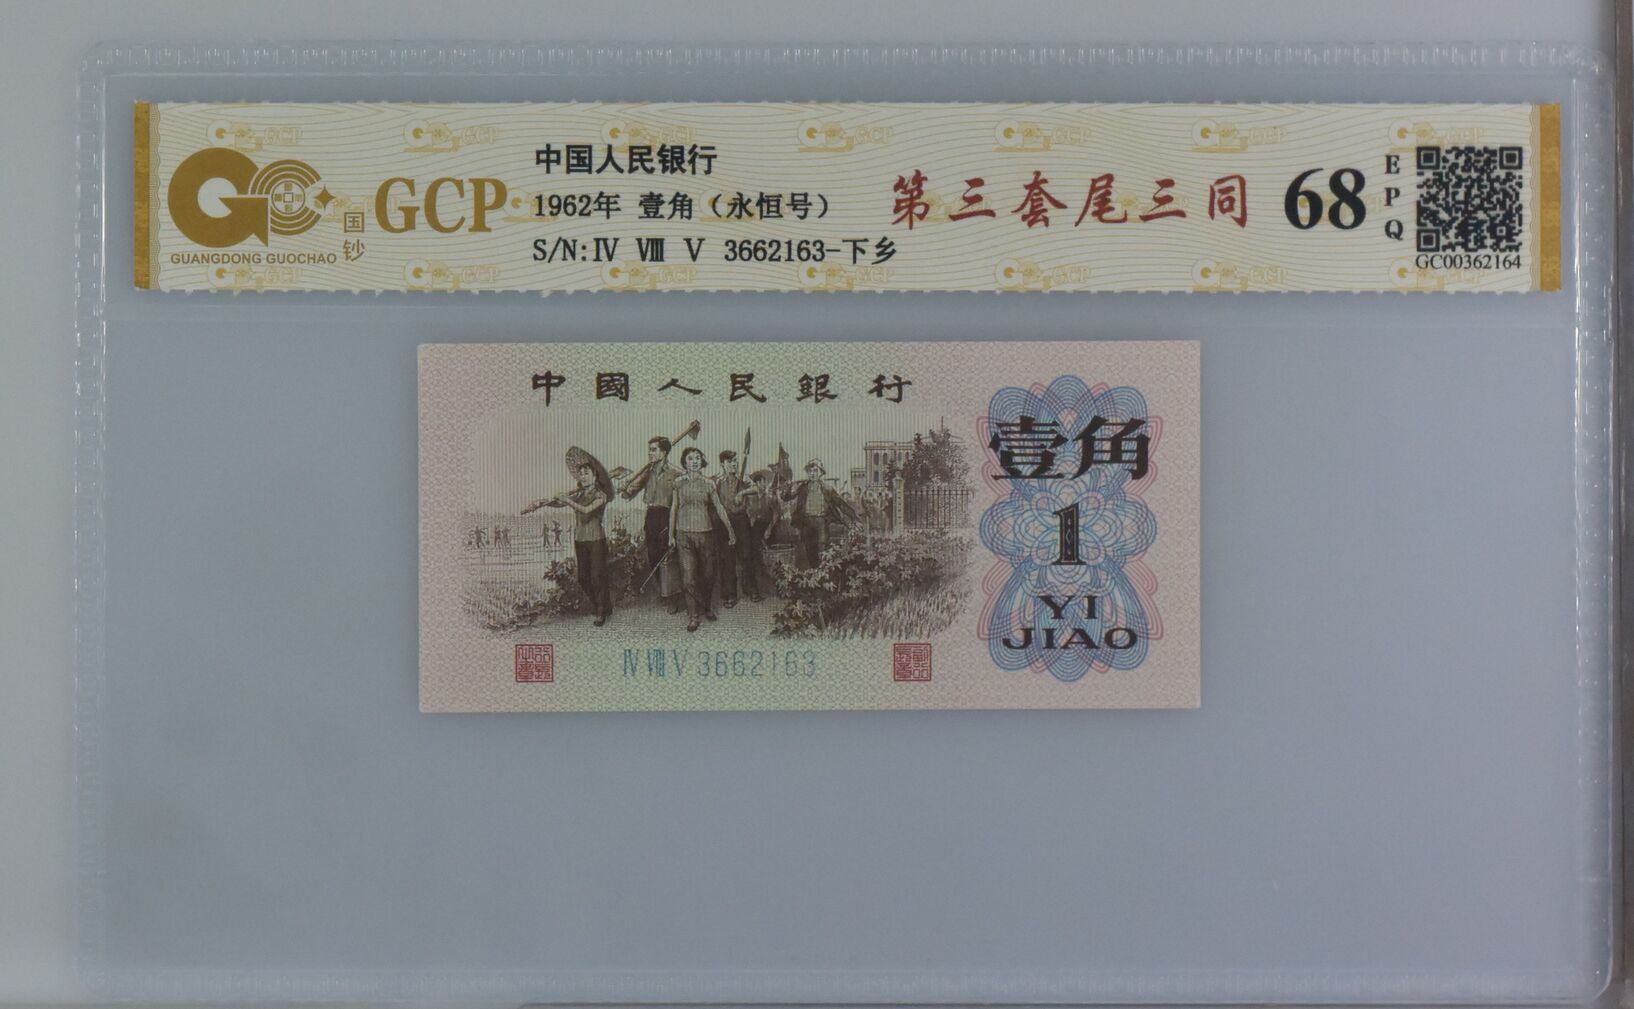 中国人民银行
1962年 壹角（永恒号）
S/N:Ⅳ Ⅷ Ⅴ 3662163-下乡
GCP
国钞
GUANGDONG GUOCHAO
第三套尾三同
68
EPQ
GC00362164
中國人民銀行
壹角
1
YI
JIAO
Ⅳ Ⅷ Ⅴ 3662163